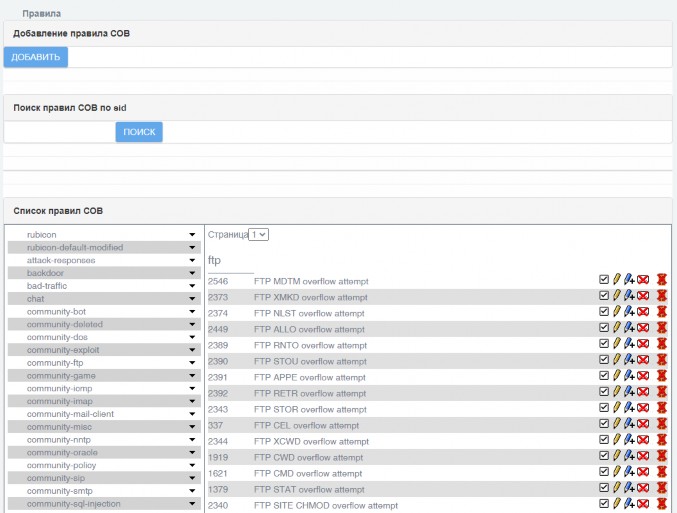 Правила
Добавление правила СОВ
ДОБАВИТЬ
Поиск правил СОВ по sid
ПОИСК
Список правил СОВ
rubicon
rubicon-default-modified
attack-responses
backdoor
bad-traffic
chat
community-bot
community-deleted
community-dos
community-exploit
community-ftp
community-game
community-icmp
community-imap
community-mail-client
community-misc
community-nntp
community-oracle
community-policy
community-sip
community-smtp
community-sql-injection
Страница 1
ftp
2546 FTP MDTM overflow attempt
2373 FTP XMKD overflow attempt
2374 FTP NLST overflow attempt
2449 FTP ALLO overflow attempt
2389 FTP RNTO overflow attempt
2390 FTP STOU overflow attempt
2391 FTP APPE overflow attempt
2392 FTP RETR overflow attempt
2343 FTP STOR overflow attempt
337 FTP CEL overflow attempt
2344 FTP XCWD overflow attempt
1919 FTP CWD overflow attempt
1621 FTP CMD overflow attempt
1379 FTP STAT overflow attempt
2340 FTP SITE CHMOD overflow attempt